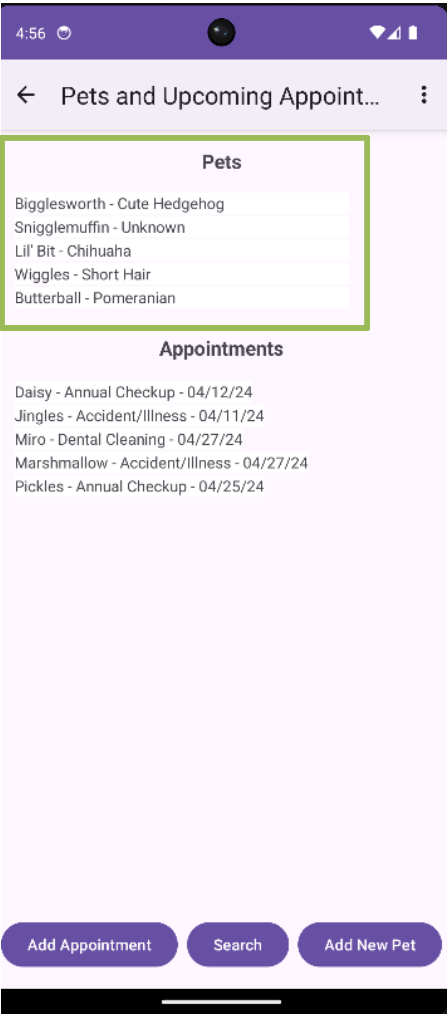 4:56
Pets and Upcoming Appoint...
Pets
Bigglesworth - Cute Hedgehog
Snigglemuffin - Unknown
Lil' Bit - Chihuaha
Wiggles - Short Hair
Butterball - Pomeranian
Appointments
Daisy - Annual Checkup - 04/12/24
Jingles - Accident/Illness - 04/11/24
Miro - Dental Cleaning - 04/27/24
Marshmallow - Accident/Illness - 04/27/24
Pickles - Annual Checkup - 04/25/24
Add Appointment
Search
Add New Pet